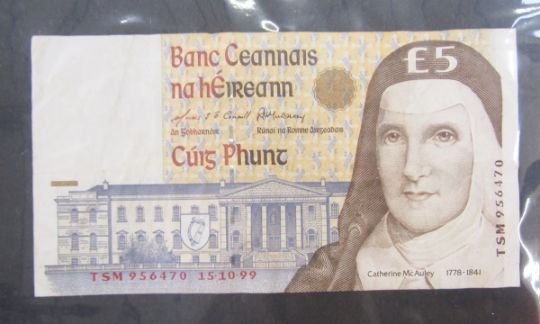 Banc Ceannais
na hÉireann
£5
An Gobharnóir
Rúnaí na Roinne Airgeadais
Cúig Phunt
TSM 956470
TSM 956470 15·10·99
Catherine McAuley 1778-1841